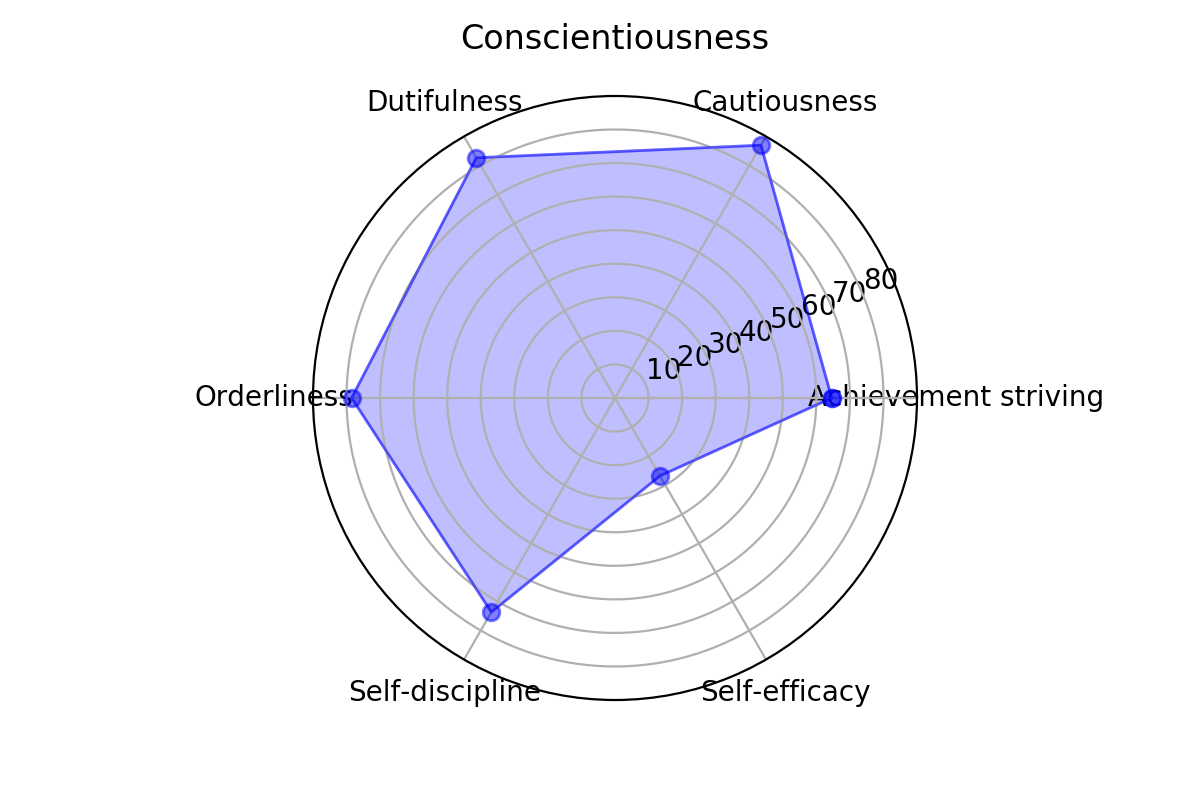 Conscientiousness
Dutifulness
Cautiousness
80
70
60
50
40
30
20
10
Orderliness
Achievement striving
Self-discipline
Self-efficacy